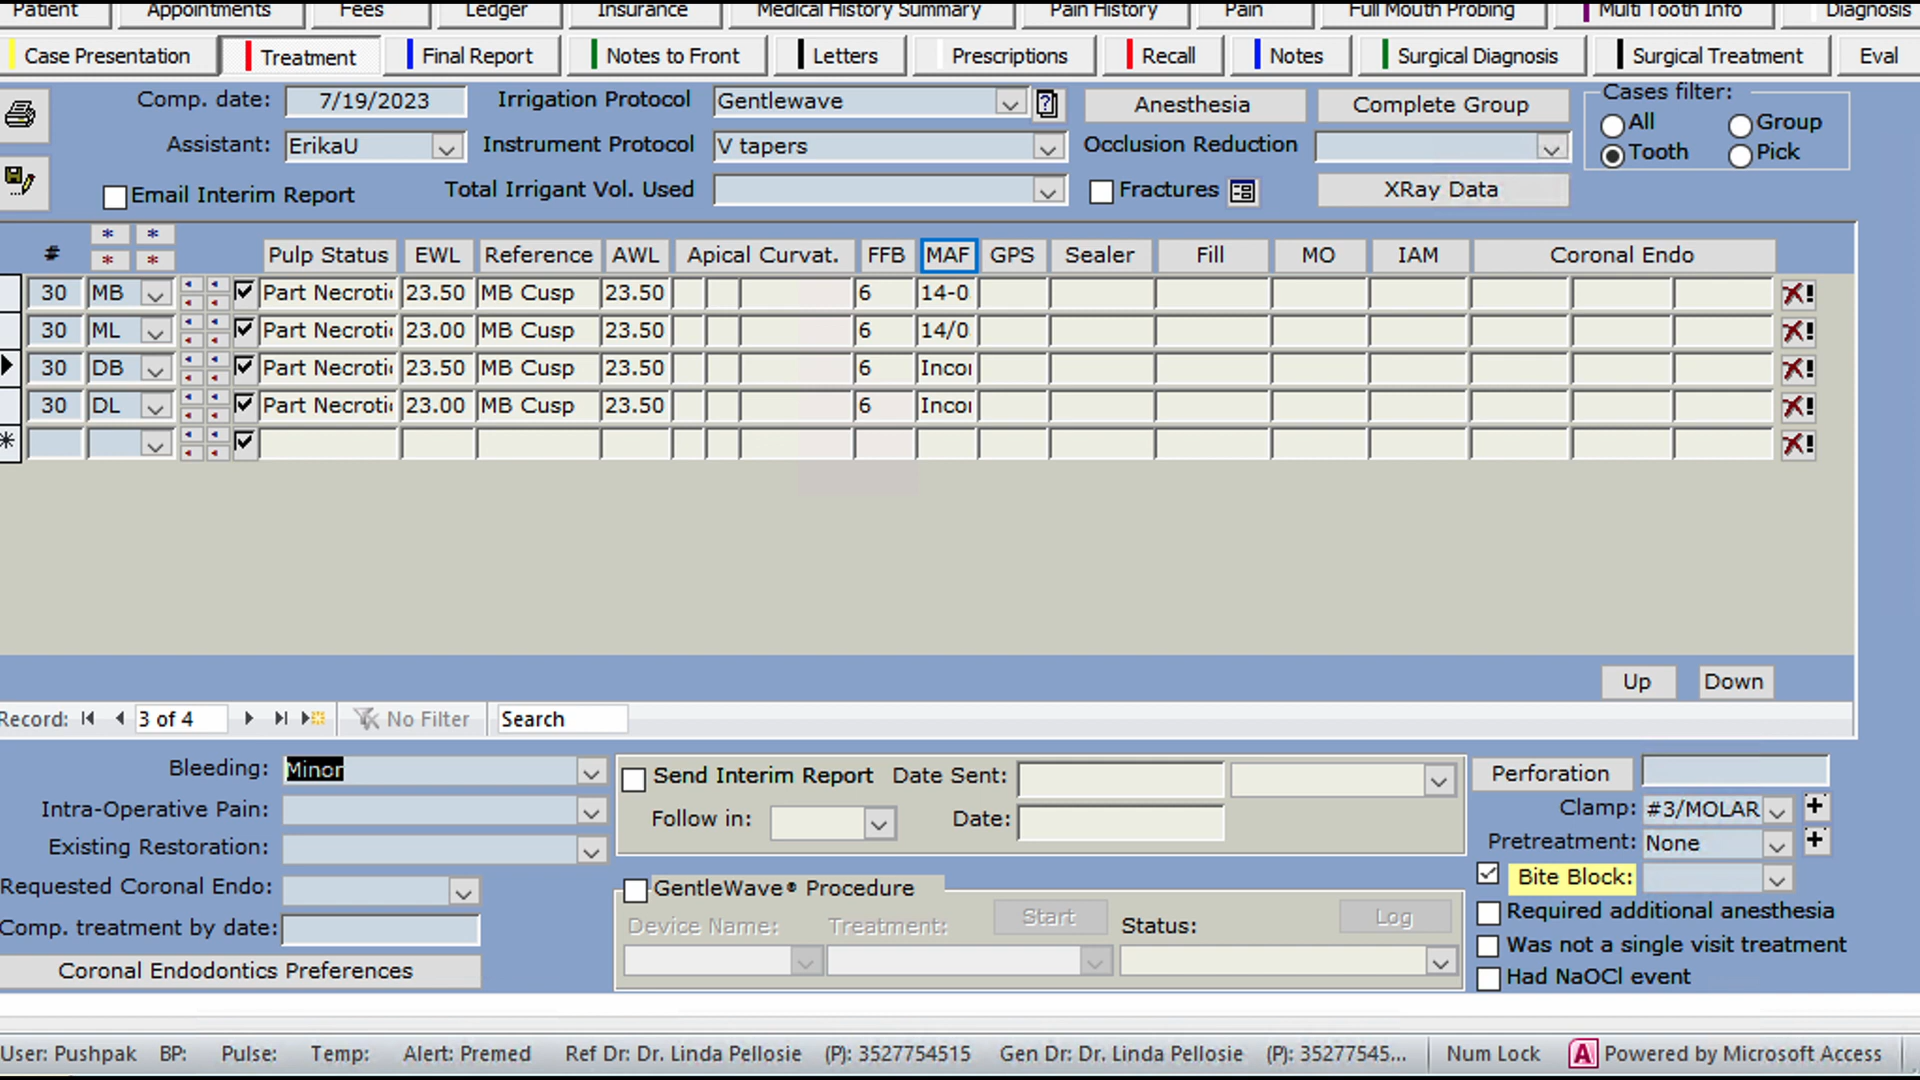 Patient Appointments Fees Ledger Insurance Medical History Summary Pain History Pain Full Mouth Probing Multi Tooth Info Diagnosis
Case Presentation Treatment Final Report Notes to Front Letters Prescriptions Recall Notes Surgical Diagnosis Surgical Treatment Eval
Comp. date: 7/19/2023 Irrigation Protocol Gentlewave Anesthesia Complete Group Cases filter:
All Group
Assistant: ErikaU Instrument Protocol V tapers Occlusion Reduction Tooth Pick
Email Interim Report Total Irrigant Vol. Used Fractures XRay Data
* *
# * * Pulp Status EWL Reference AWL Apical Curvat. FFB MAF GPS Sealer Fill MO IAM Coronal Endo
30 MB Part Necroti 23.50 MB Cusp 23.50 6 14-0
30 ML Part Necroti 23.00 MB Cusp 23.50 6 14/0
30 DB Part Necroti 23.50 MB Cusp 23.50 6 Incor
30 DL Part Necroti 23.00 MB Cusp 23.50 6 Incor
*
Up Down
Record: 3 of 4 No Filter Search
Bleeding: Minor Send Interim Report Date Sent: Perforation
Intra-Operative Pain: Follow in: Date: Clamp: #3/MOLAR
Existing Restoration: Pretreatment: None
Requested Coronal Endo: GentleWave® Procedure Bite Block:
Comp. treatment by date: Device Name: Treatment: Start Status: Log Required additional anesthesia
Was not a single visit treatment
Coronal Endodontics Preferences Had NaOCl event
User: Pushpak BP: Pulse: Temp: Alert: Premed Ref Dr: Dr. Linda Pellosie (P): 3527754515 Gen Dr: Dr. Linda Pellosie (P): 35277545... Num Lock A Powered by Microsoft Access